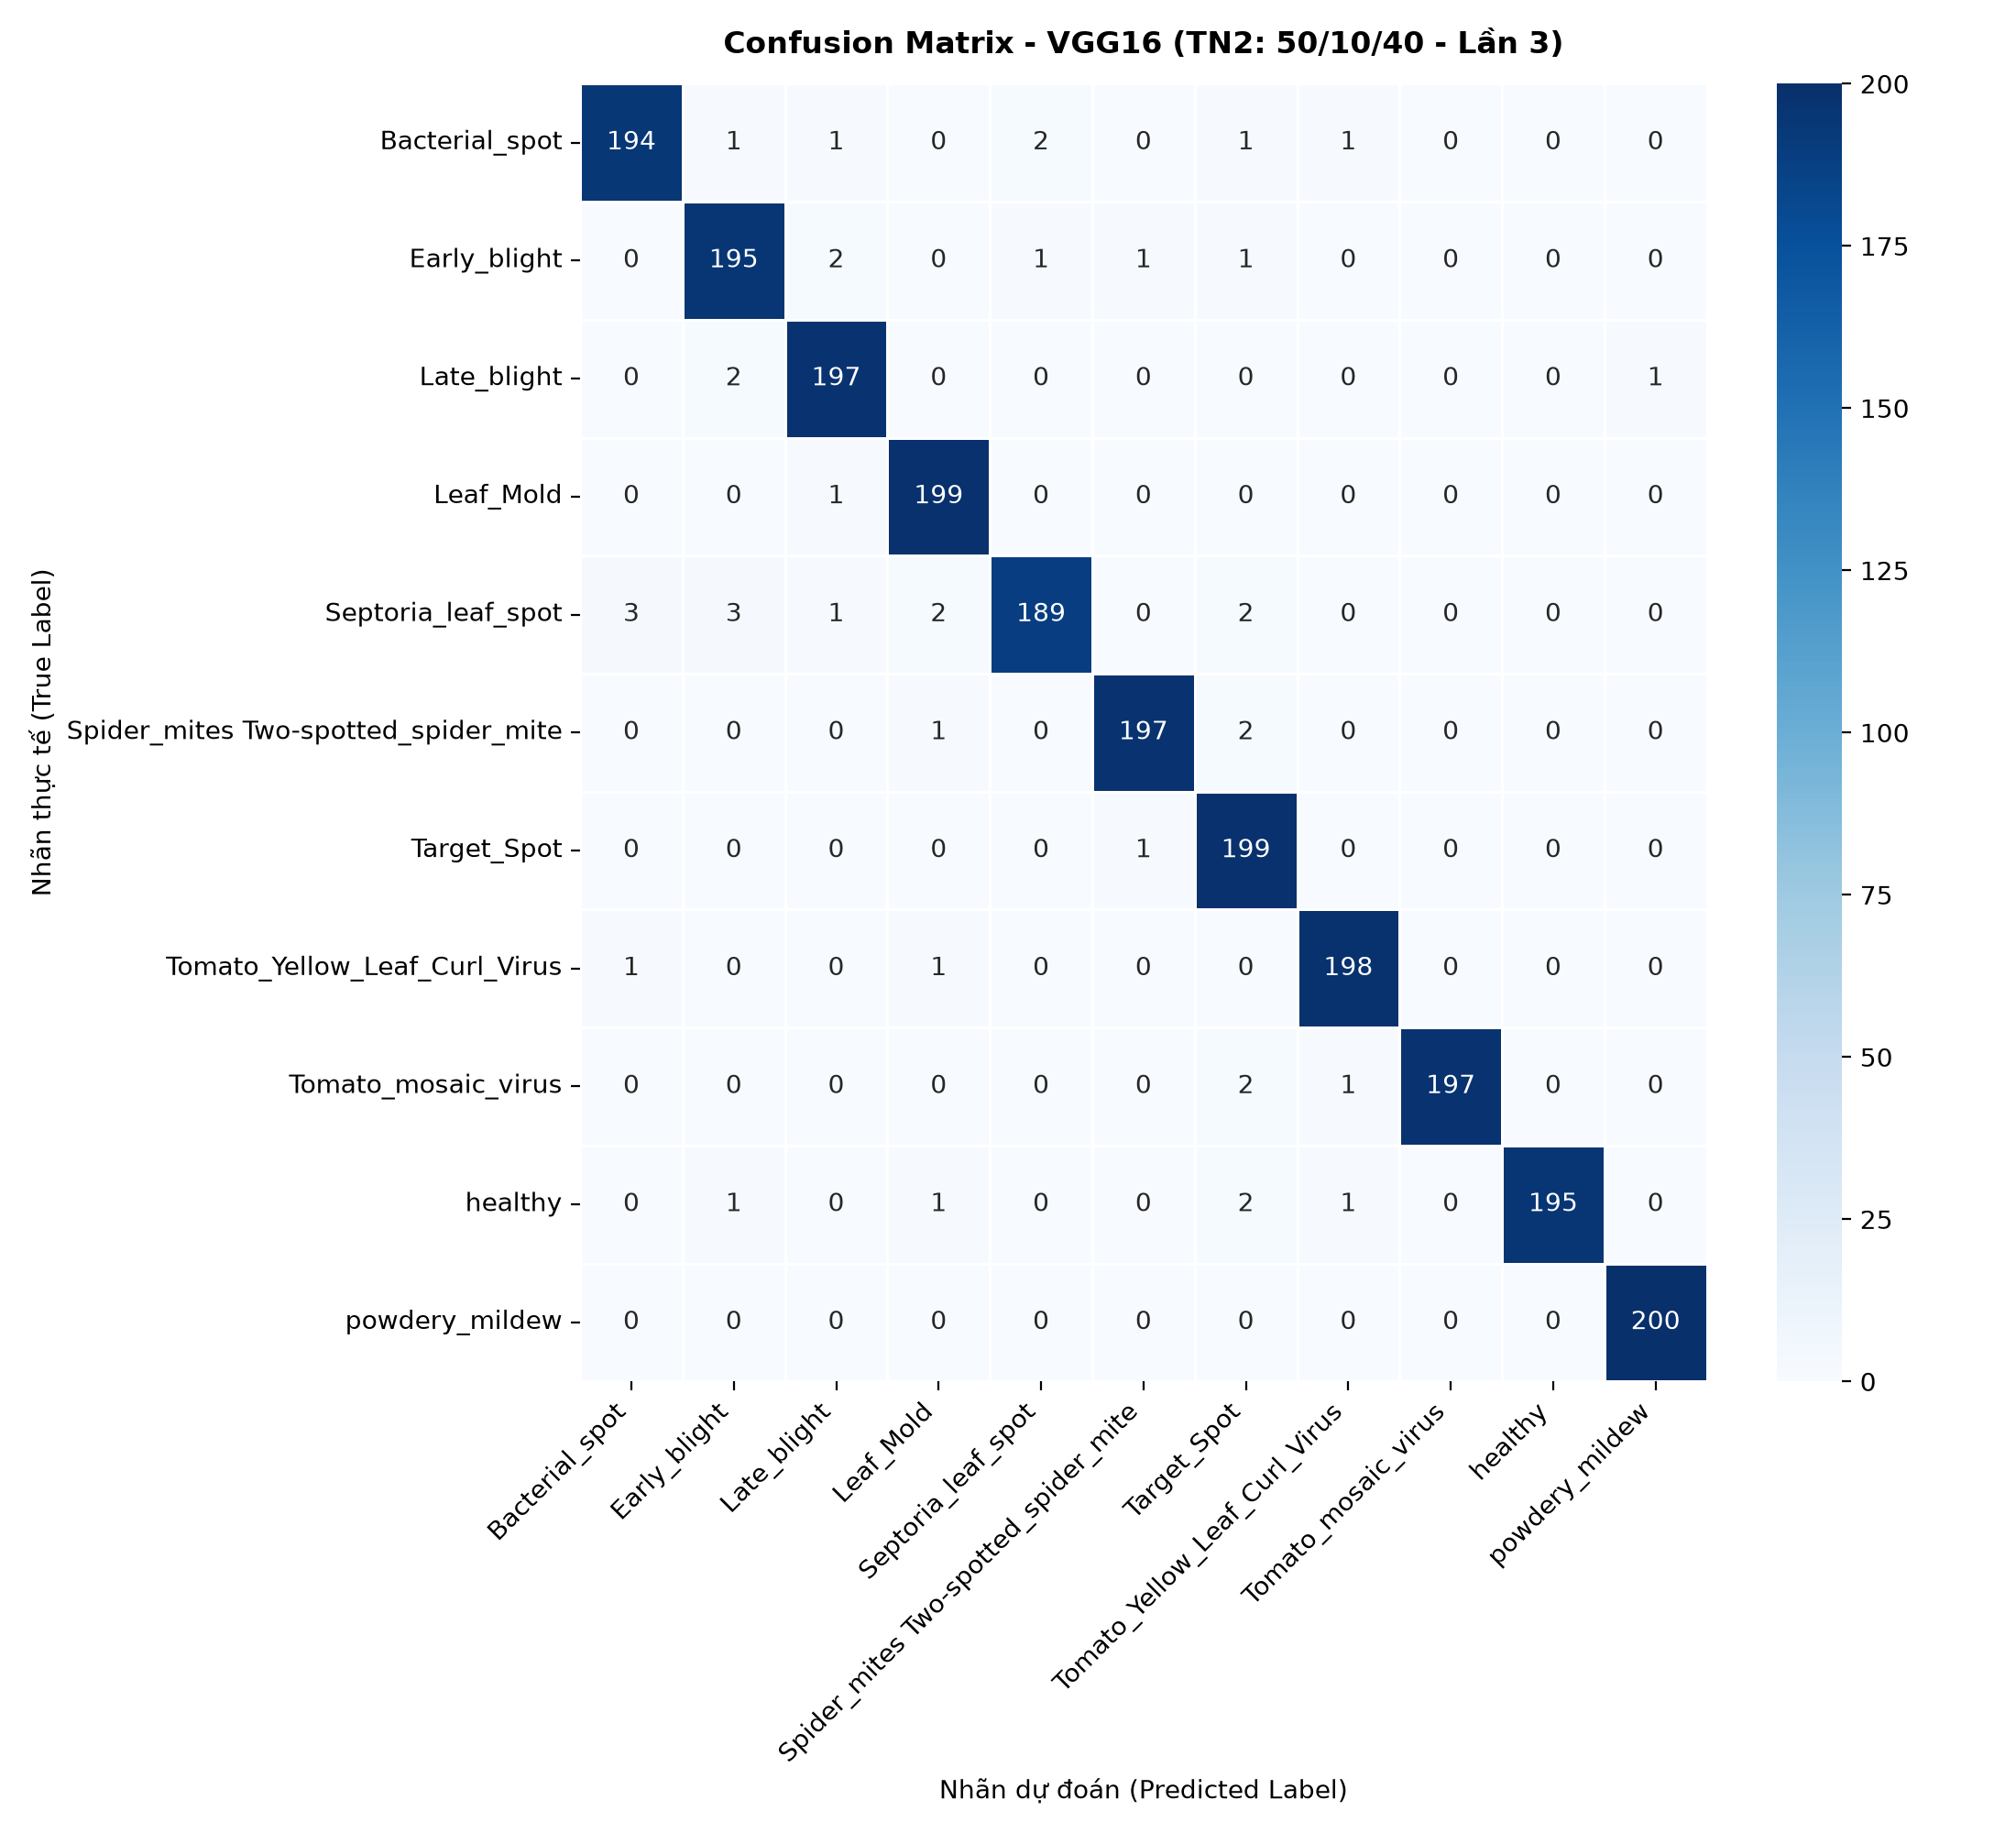 Confusion Matrix - VGG16 (TN2: 50/10/40 - Lần 3)
Nhãn thực tế (True Label)
Bacterial_spot 194 1 1 0 2 0 1 1 0 0 0
Early_blight 0 195 2 0 1 1 1 0 0 0 0
Late_blight 0 2 197 0 0 0 0 0 0 0 1
Leaf_Mold 0 0 1 199 0 0 0 0 0 0 0
Septoria_leaf_spot 3 3 1 2 189 0 2 0 0 0 0
Spider_mites Two-spotted_spider_mite 0 0 0 1 0 197 2 0 0 0 0
Target_Spot 0 0 0 0 0 1 199 0 0 0 0
Tomato_Yellow_Leaf_Curl_Virus 1 0 0 1 0 0 0 198 0 0 0
Tomato_mosaic_virus 0 0 0 0 0 0 2 1 197 0 0
healthy 0 1 0 1 0 0 2 1 0 195 0
powdery_mildew 0 0 0 0 0 0 0 0 0 0 200
Bacterial_spot
Early_blight
Late_blight
Leaf_Mold
Septoria_leaf_spot
Spider_mites Two-spotted_spider_mite
Target_Spot
Tomato_Yellow_Leaf_Curl_Virus
Tomato_mosaic_virus
healthy
powdery_mildew
Nhãn dự đoán (Predicted Label)
200
175
150
125
100
75
50
25
0